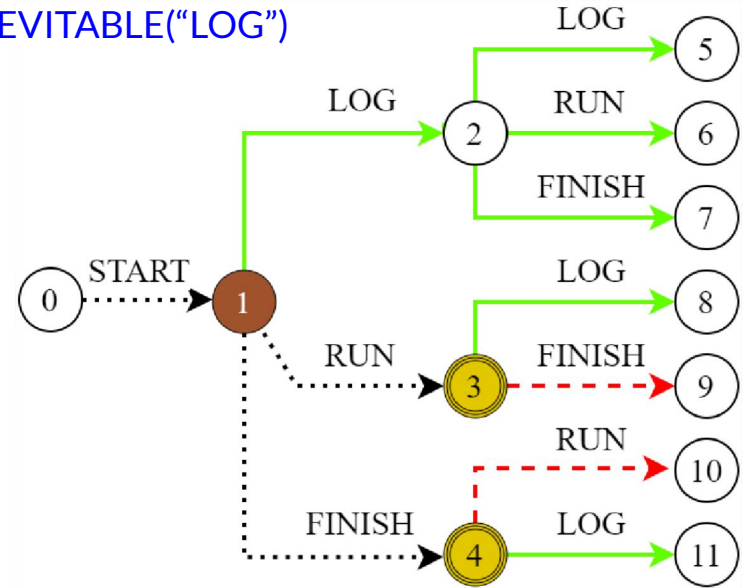 EVITABLE(“LOG”)
LOG
5
LOG
RUN
2
6
FINISH
7
START
LOG
0
1
8
RUN
FINISH
3
9
RUN
10
FINISH
LOG
4
11